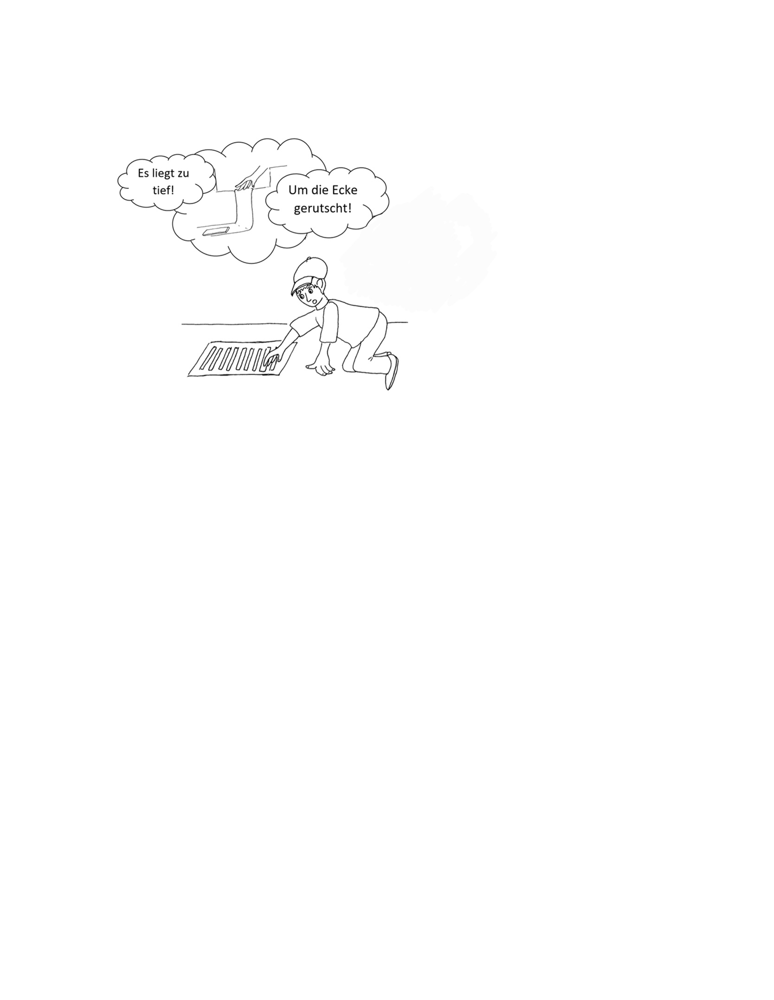 Es liegt zu
tief!
Um die Ecke
gerutscht!